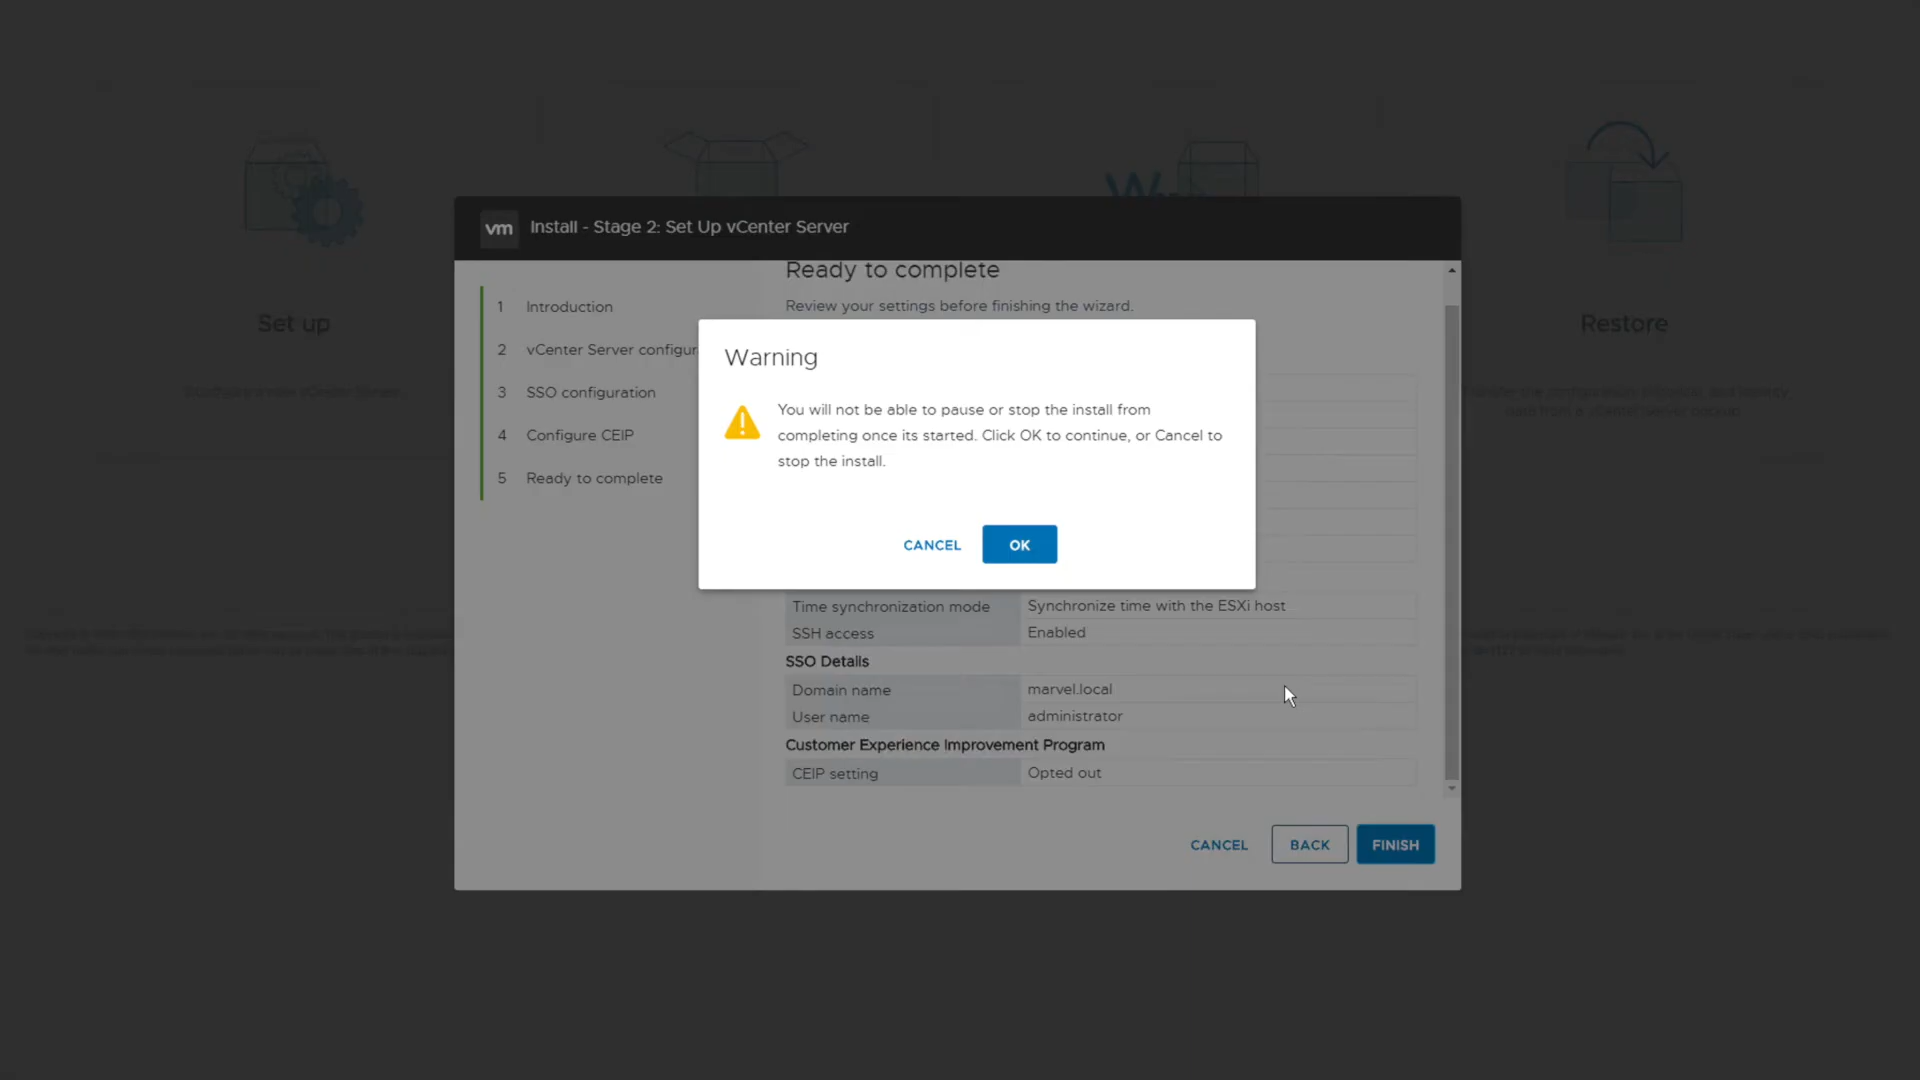 vm Install - Stage 2: Set Up vCenter Server
Ready to complete
Review your settings before finishing the wizard.
1 Introduction
2 vCenter Server configur
3 SSO configuration
4 Configure CEIP
5 Ready to complete
Set up
Restore
Warning
You will not be able to pause or stop the install from
completing once its started. Click OK to continue, or Cancel to
stop the install.
CANCEL OK
Time synchronization mode Synchronize time with the ESXi host
SSH access Enabled
SSO Details
Domain name marvel.local
User name administrator
Customer Experience Improvement Program
CEIP setting Opted out
CANCEL BACK FINISH